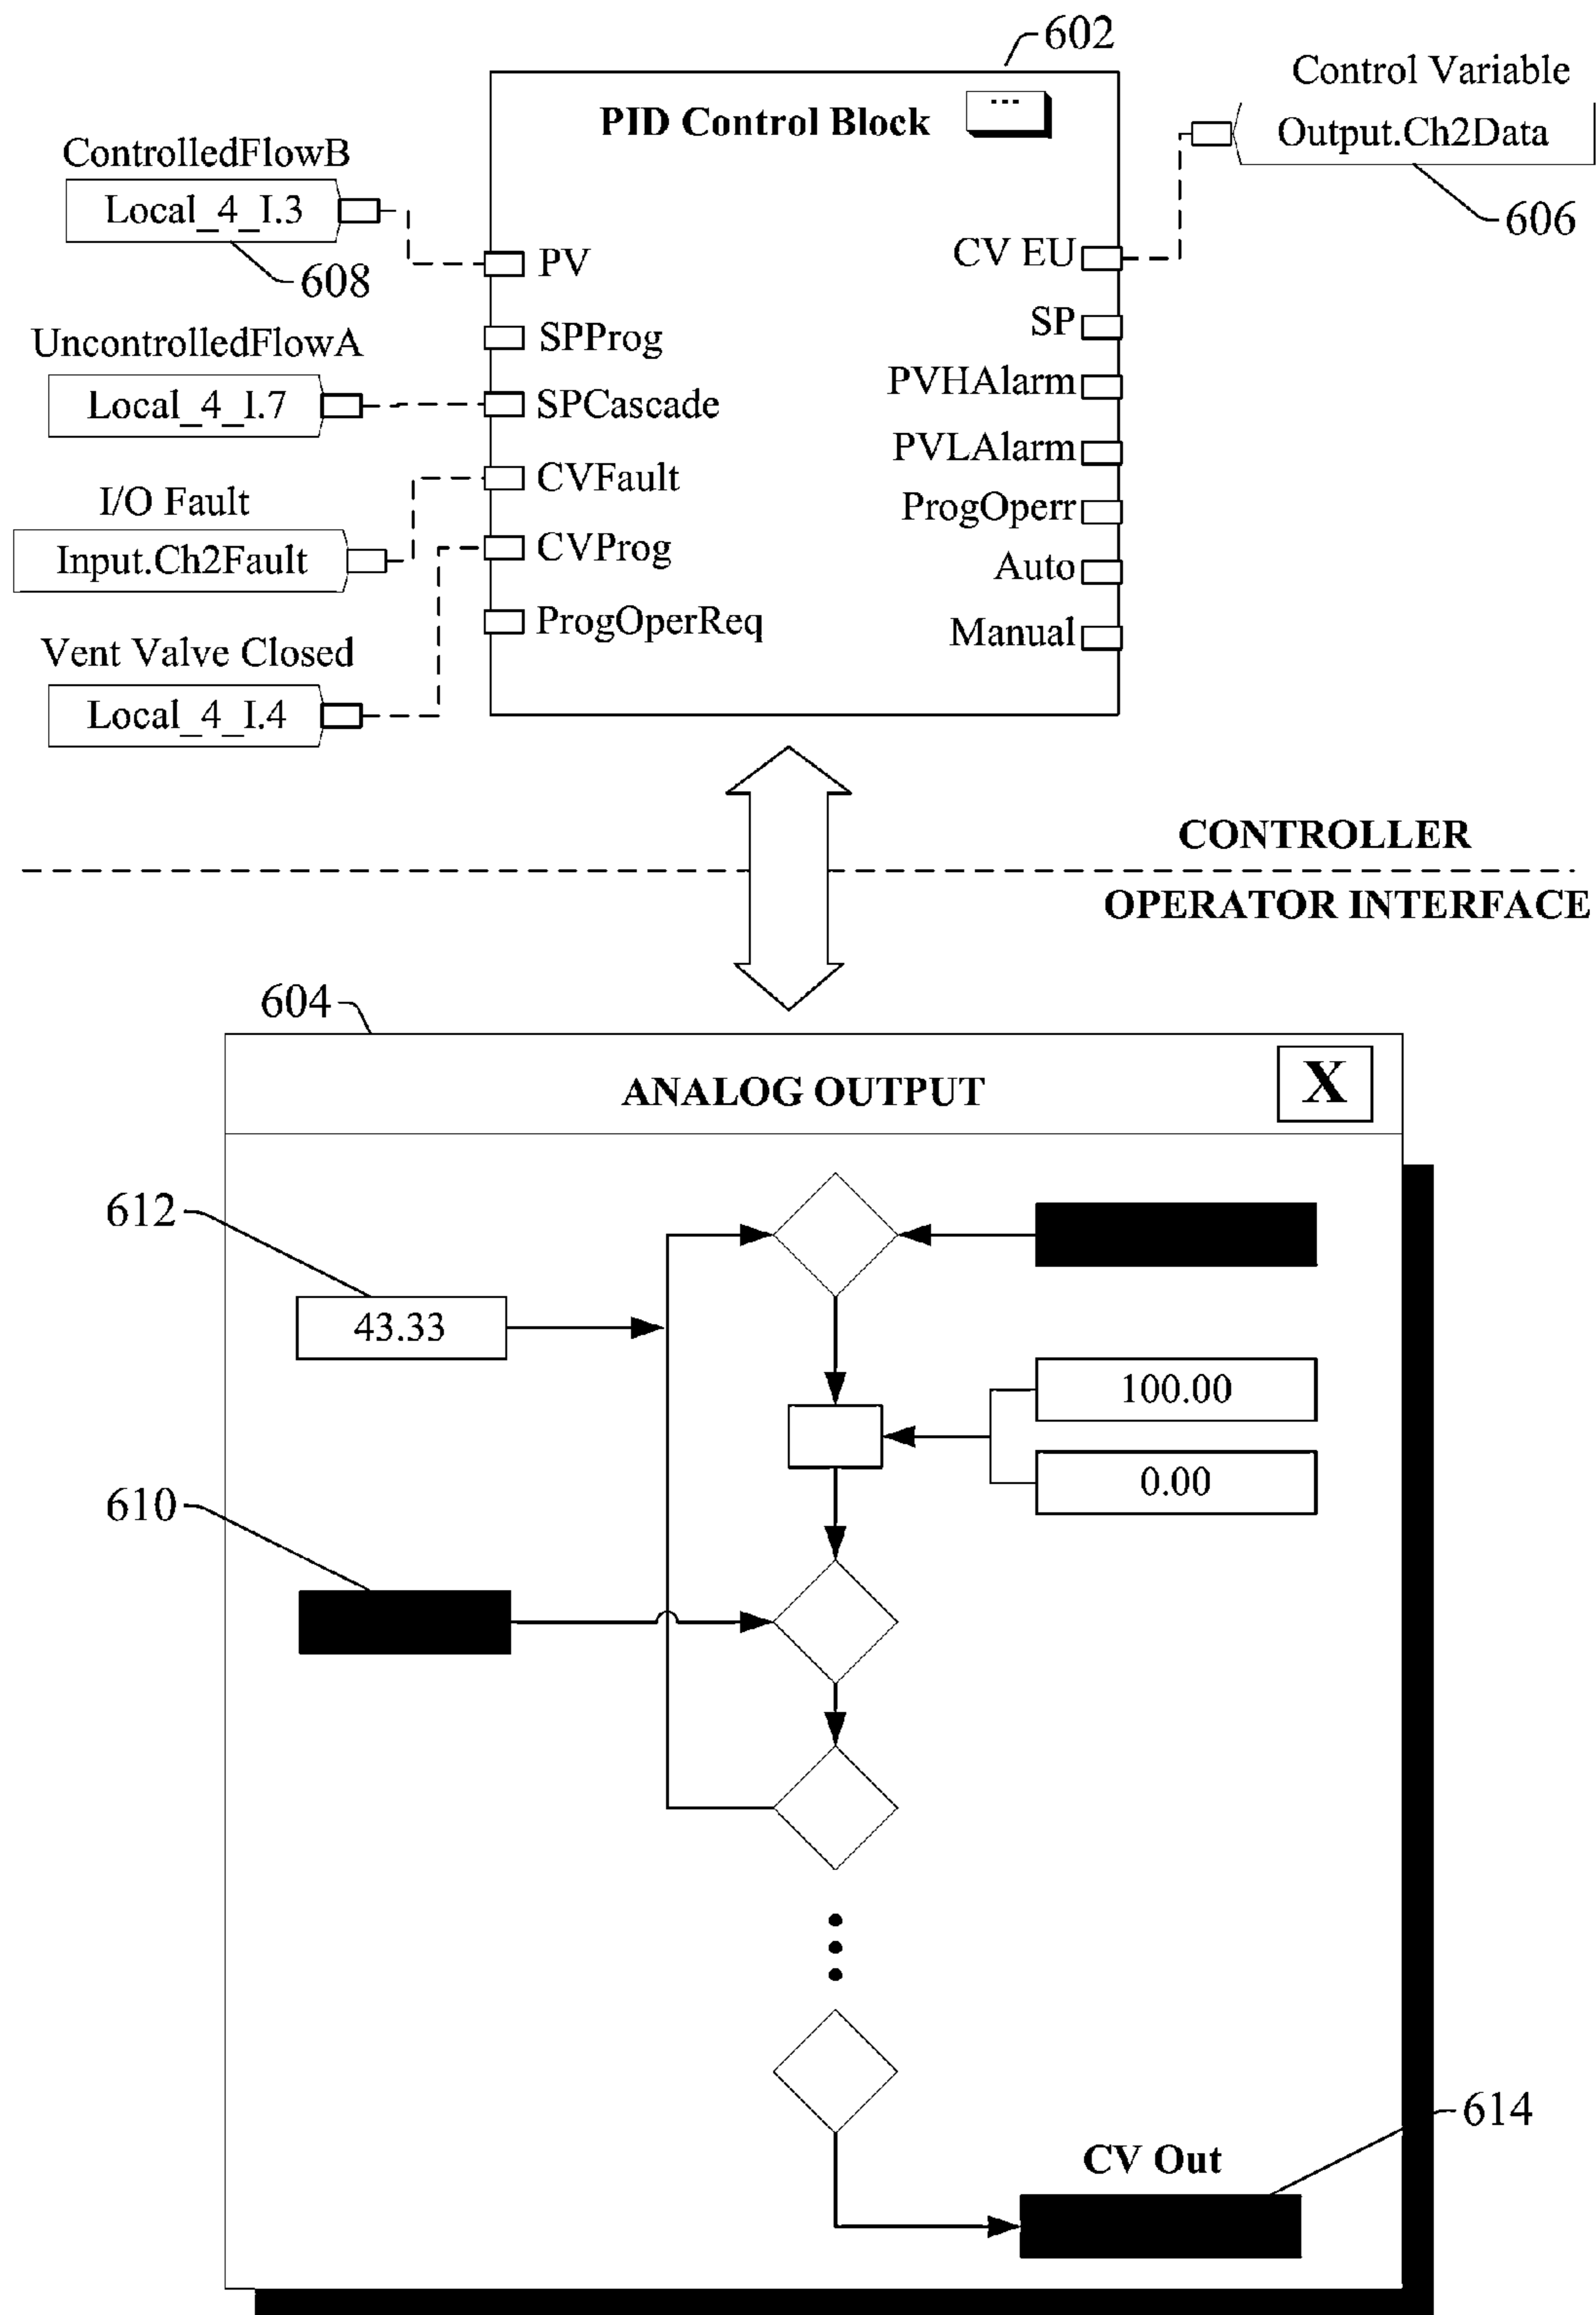 602
Control Variable
PID Control Block
...
Output.Ch2Data
606
ControlledFlowB
Local_4_I.3
608
PV
CV EU
SPProg
SP
UncontrolledFlowA
Local_4_I.7
SPCascade
PVHAlarm
CVFault
PVLAlarm
I/O Fault
Input.Ch2Fault
CVProg
ProgOperr
Auto
ProgOperReq
Manual
Vent Valve Closed
Local_4_I.4
CONTROLLER
OPERATOR INTERFACE
604
ANALOG OUTPUT
X
612
43.33
100.00
0.00
610
614
CV Out